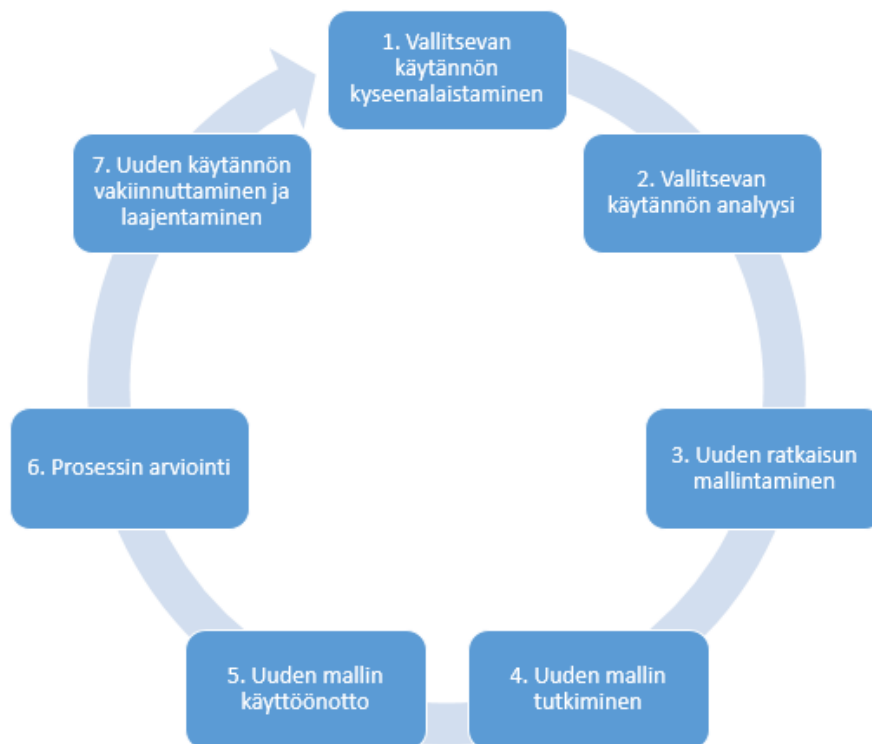 1. Vallitsevan
käytännön
kyseenalaistaminen
2. Vallitsevan
käytännön analyysi
3. Uuden ratkaisun
mallintaminen
4. Uuden mallin
tutkiminen
5. Uuden mallin
käyttöönotto
6. Prosessin arviointi
7. Uuden käytännön
vakiinnuttaminen ja
laajentaminen